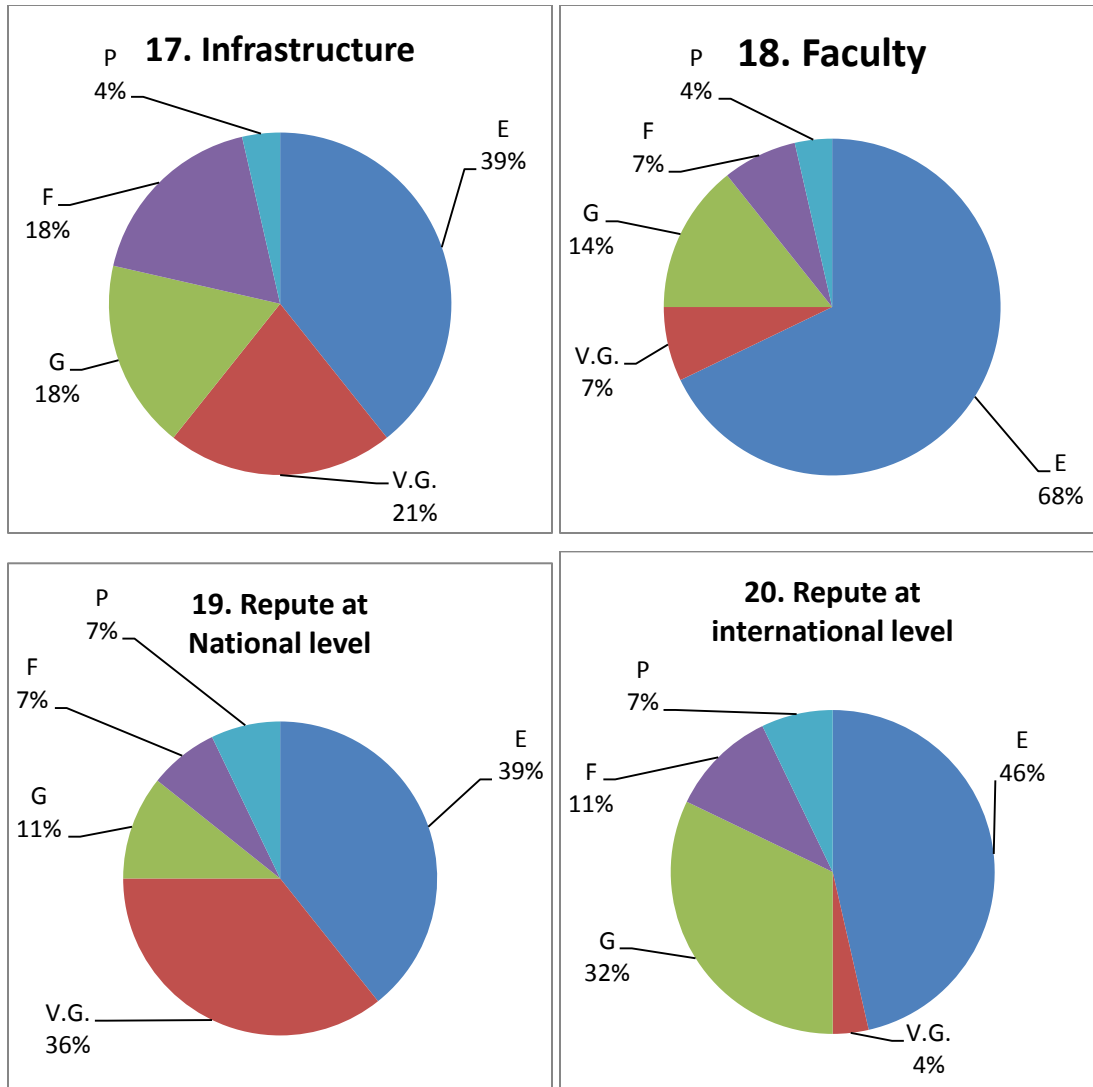 17. Infrastructure
P
4%
E
39%
F
18%
G
18%
V.G.
21%
18. Faculty
P
4%
F
7%
G
14%
V.G.
7%
E
68%
19. Repute at
National level
P
7%
F
7%
E
39%
G
11%
V.G.
36%
20. Repute at
international level
P
7%
E
46%
F
11%
G
32%
V.G.
4%